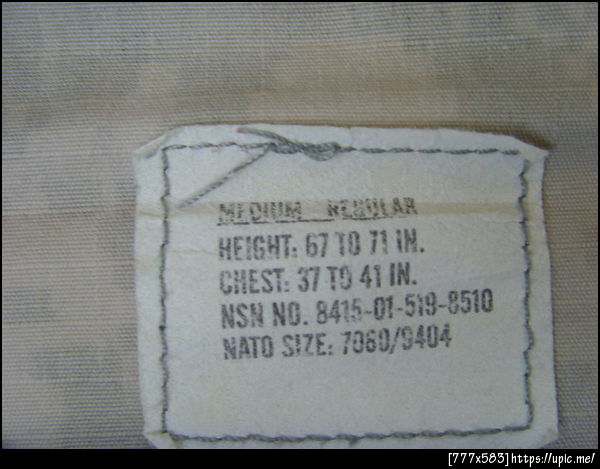 MEDIUM REGULAR
HEIGHT: 67 TO 71 IN.
CHEST: 37 TO 41 IN.
NSN NO. 8415-01-519-8510
NATO SIZE: 7080/9404
[777x583]https://upic.me/